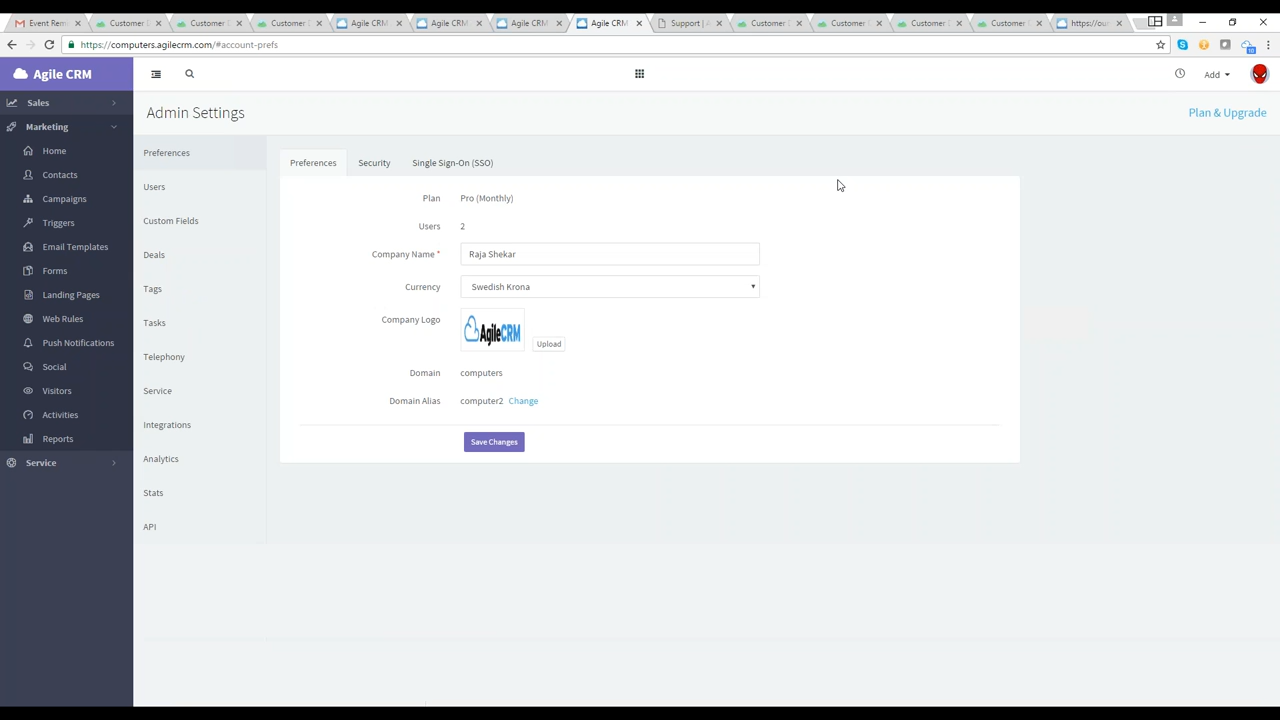 Event Rem
Customer
Customer
Customer
Agile CRM
Agile CRM
Agile CRM
Agile CRM
Support |
Customer
Customer
Customer
Customer
https://ou
https://computers.agilecrm.com/#account-prefs
Agile CRM
Add
Sales
Marketing
Home
Contacts
Campaigns
Triggers
Email Templates
Forms
Landing Pages
Web Rules
Push Notifications
Social
Visitors
Activities
Reports
Service
Admin Settings
Plan & Upgrade
Preferences
Users
Custom Fields
Deals
Tags
Tasks
Telephony
Service
Integrations
Analytics
Stats
API
Preferences Security Single Sign-On (SSO)
Plan Pro (Monthly)
Users 2
Company Name * Raja Shekar
Currency Swedish Krona
Company Logo AgileCRM Upload
Domain computers
Domain Alias computer2 Change
Save Changes